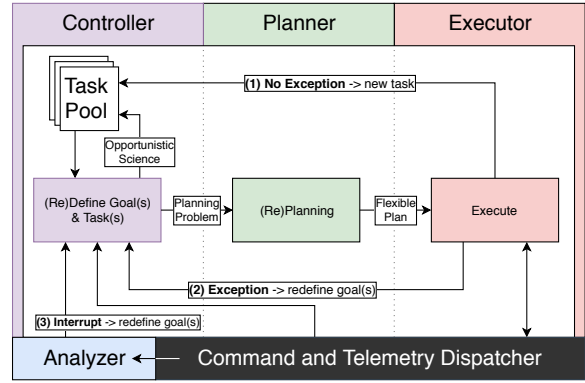 Controller
Planner
Executor
Task
Pool
(1) No Exception -> new task
Opportunistic
Science
(Re)Define Goal(s)
& Task(s)
Planning
Problem
(Re)Planning
Flexible
Plan
Execute
(2) Exception -> redefine goal(s)
(3) Interrupt -> redefine goal(s)
Analyzer
Command and Telemetry Dispatcher